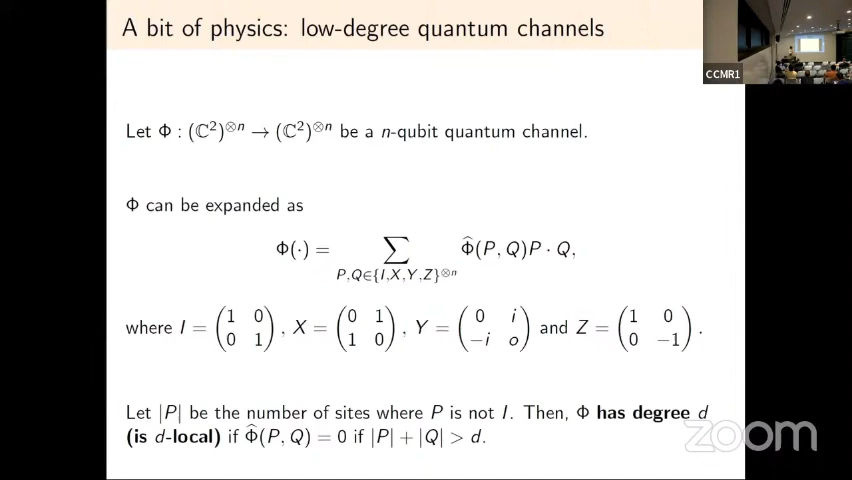 A bit of physics: low-degree quantum channels
CCMR1
Let Φ : (ℂ²)^{⊗n} → (ℂ²)^{⊗n} be a n-qubit quantum channel.
Φ can be expanded as
Φ(·) = ∑_{P,Q∈{I,X,Y,Z}^{⊗n}} Φ̂(P, Q)P · Q,
where I = (1 0; 0 1), X = (0 1; 1 0), Y = (0 i; −i o) and Z = (1 0; 0 −1).
Let |P| be the number of sites where P is not I. Then, Φ has degree d
(is d-local) if Φ̂(P, Q) = 0 if |P| + |Q| > d.
zoom